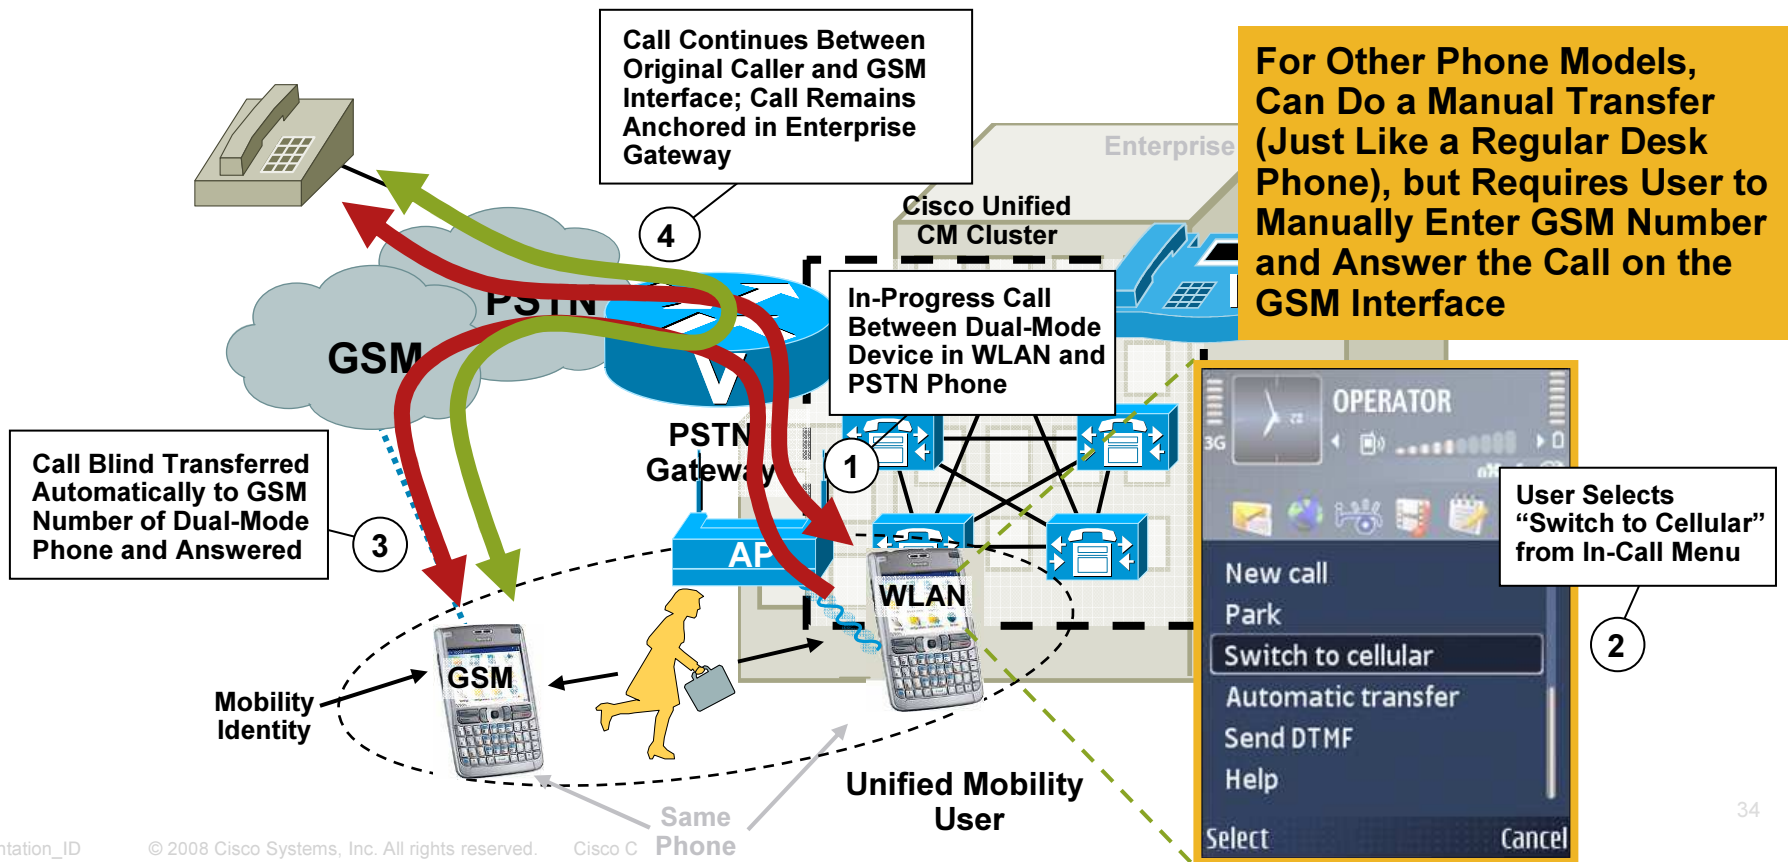 Call Continues Between
Original Caller and GSM
Interface; Call Remains
Anchored in Enterprise
Gateway
For Other Phone Models,
Can Do a Manual Transfer
(Just Like a Regular Desk
Phone), but Requires User to
Manually Enter GSM Number
and Answer the Call on the
GSM Interface
Enterprise
Cisco Unified
CM Cluster
4
PSTN
GSM
V
In-Progress Call
Between Dual-Mode
Device in WLAN and
PSTN Phone
1
PSTN
Gateway
Call Blind Transferred
Automatically to GSM
Number of Dual-Mode
Phone and Answered
3
AP
WLAN
GSM
Mobility
Identity
Unified Mobility
User
Same
Phone
OPERATOR
3G
User Selects
“Switch to Cellular”
from In-Call Menu
2
New call
Park
Switch to cellular
Automatic transfer
Send DTMF
Help
Select
Cancel
34
ntation_ID
© 2008 Cisco Systems, Inc. All rights reserved.
Cisco C